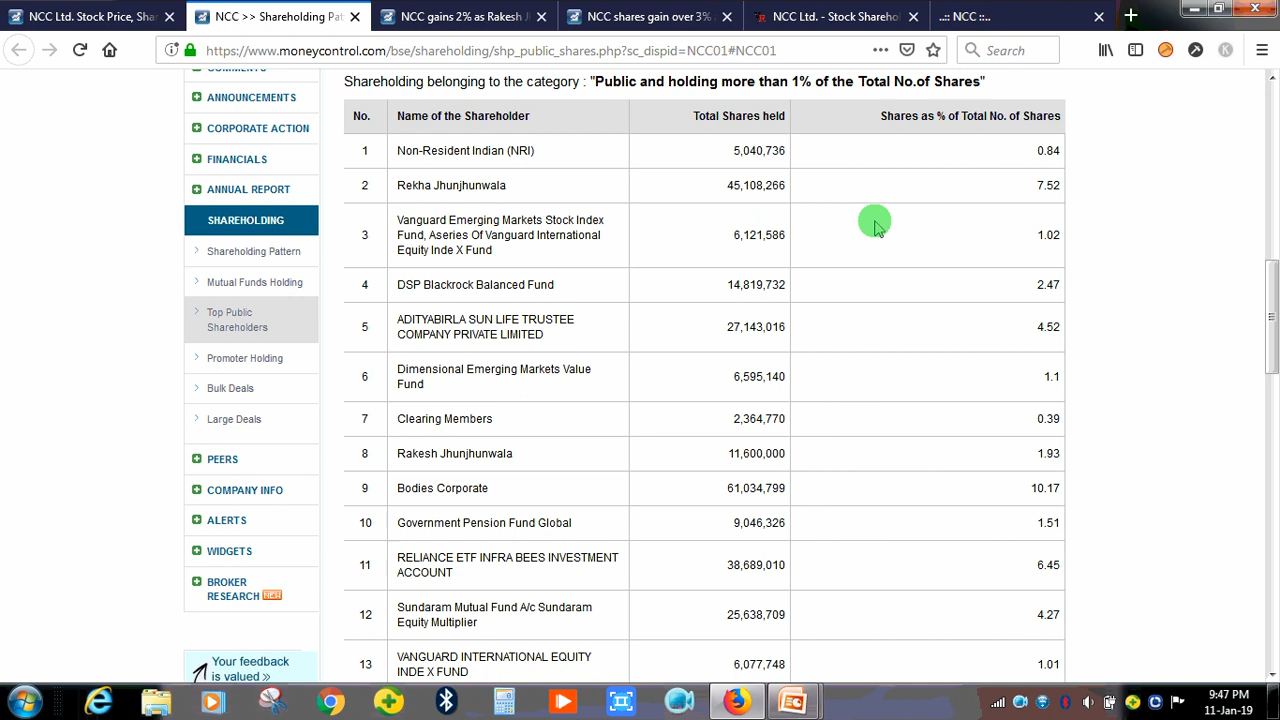 NCC Ltd. Stock Price, Sha
NCC >> Shareholding Pat
NCC gains 2% as Rakesh J
NCC shares gain over 3%
NCC Ltd. - Stock Shareho
..:: NCC ::..
https://www.moneycontrol.com/bse/shareholding/shp_public_shares.php?sc_dispid=NCC01#NCC01
Search
K
COMMENTS
ANNOUNCEMENTS
CORPORATE ACTION
FINANCIALS
ANNUAL REPORT
SHAREHOLDING
Shareholding Pattern
Mutual Funds Holding
Top Public
Shareholders
Promoter Holding
Bulk Deals
Large Deals
PEERS
COMPANY INFO
ALERTS
WIDGETS
BROKER
RESEARCH NEW
Your feedback
is valued »
Shareholding belonging to the category : "Public and holding more than 1% of the Total No.of Shares"
No. Name of the Shareholder Total Shares held Shares as % of Total No. of Shares
1 Non-Resident Indian (NRI) 5,040,736 0.84
2 Rekha Jhunjhunwala 45,108,266 7.52
Vanguard Emerging Markets Stock Index
3 Fund, Aseries Of Vanguard International 6,121,586 1.02
Equity Inde X Fund
4 DSP Blackrock Balanced Fund 14,819,732 2.47
5 ADITYABIRLA SUN LIFE TRUSTEE 27,143,016 4.52
COMPANY PRIVATE LIMITED
6 Dimensional Emerging Markets Value 6,595,140 1.1
Fund
7 Clearing Members 2,364,770 0.39
8 Rakesh Jhunjhunwala 11,600,000 1.93
9 Bodies Corporate 61,034,799 10.17
10 Government Pension Fund Global 9,046,326 1.51
11 RELIANCE ETF INFRA BEES INVESTMENT 38,689,010 6.45
ACCOUNT
12 Sundaram Mutual Fund A/c Sundaram 25,638,709 4.27
Equity Multiplier
13 VANGUARD INTERNATIONAL EQUITY 6,077,748 1.01
INDE X FUND
9:47 PM
11-Jan-19